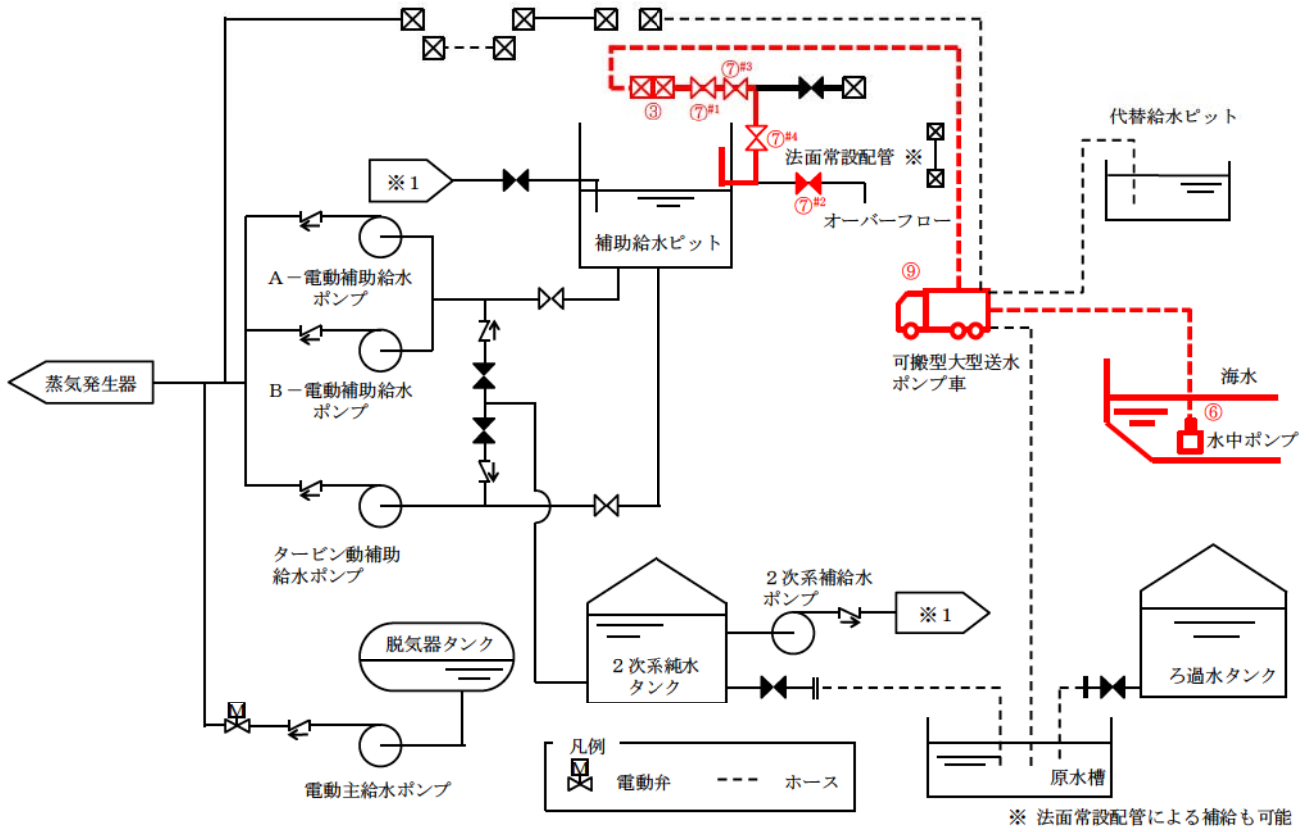 ⑦#3
③
⑦#1
⑦#4
法面常設配管 ※
代替給水ピット
※1
⑦#2
オーバーフロー
補助給水ピット
A-電動補助給水
ポンプ
⑨
可搬型大型送水
ポンプ車
海水
⑥
水中ポンプ
蒸気発生器
B-電動補助給水
ポンプ
タービン動補助
給水ポンプ
2次系補給水
ポンプ
※1
脱気器タンク
2次系純水
タンク
ろ過水タンク
M
電動主給水ポンプ
凡例
M
電動弁
ホース
原水槽
※ 法面常設配管による補給も可能